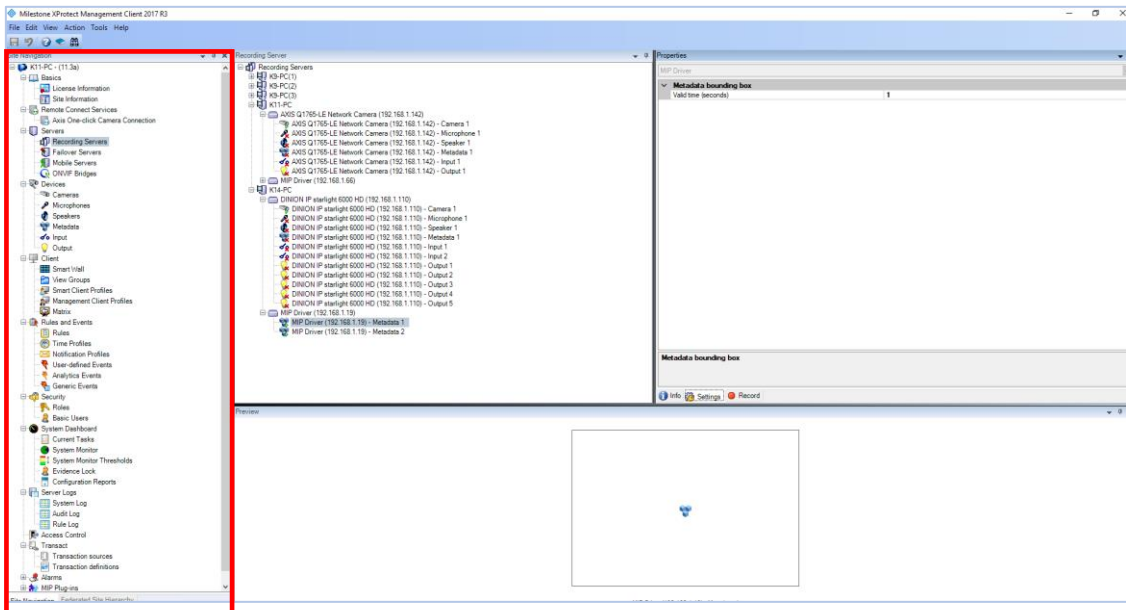 Milestone XProtect Management Client 2017 R3
File Edit View Action Tools Help
Site Navigation
K11-PC - (11.3a)
Basics
License Information
Site Information
Remote Connect Services
Axis One-click Camera Connection
Servers
Recording Servers
Failover Servers
Mobile Servers
ONVIF Bridges
Devices
Cameras
Microphones
Speakers
Metadata
Input
Output
Client
Smart Wall
View Groups
Smart Client Profiles
Management Client Profiles
Matrix
Rules and Events
Rules
Time Profiles
Notification Profiles
User-defined Events
Analytics Events
Generic Events
Security
Roles
Basic Users
System Dashboard
Current Tasks
System Monitor
System Monitor Thresholds
Evidence Lock
Configuration Reports
Server Logs
System Log
Audit Log
Rule Log
Access Control
Transact
Transaction sources
Transaction definitions
Alarms
MIP Plug-ins
Site Navigation Federated Site Hierarchy
Recording Server
Recording Servers
K9-PC(1)
K9-PC(2)
K9-PC(3)
K11-PC
AXIS Q1765-LE Network Camera (192.168.1.142)
AXIS Q1765-LE Network Camera (192.168.1.142) - Camera 1
AXIS Q1765-LE Network Camera (192.168.1.142) - Microphone 1
AXIS Q1765-LE Network Camera (192.168.1.142) - Speaker 1
AXIS Q1765-LE Network Camera (192.168.1.142) - Metadata 1
AXIS Q1765-LE Network Camera (192.168.1.142) - Input 1
AXIS Q1765-LE Network Camera (192.168.1.142) - Output 1
MIP Driver (192.168.1.66)
K14-PC
DINION IP starlight 6000 HD (192.168.1.110)
DINION IP starlight 6000 HD (192.168.1.110) - Camera 1
DINION IP starlight 6000 HD (192.168.1.110) - Microphone 1
DINION IP starlight 6000 HD (192.168.1.110) - Speaker 1
DINION IP starlight 6000 HD (192.168.1.110) - Metadata 1
DINION IP starlight 6000 HD (192.168.1.110) - Input 1
DINION IP starlight 6000 HD (192.168.1.110) - Input 2
DINION IP starlight 6000 HD (192.168.1.110) - Output 1
DINION IP starlight 6000 HD (192.168.1.110) - Output 2
DINION IP starlight 6000 HD (192.168.1.110) - Output 3
DINION IP starlight 6000 HD (192.168.1.110) - Output 4
DINION IP starlight 6000 HD (192.168.1.110) - Output 5
MIP Driver (192.168.1.19)
MIP Driver (192.168.1.19) - Metadata 1
MIP Driver (192.168.1.19) - Metadata 2
Properties
MIP Driver
Metadata bounding box
Valid time (seconds) 1
Metadata bounding box
Info Settings Record
Preview